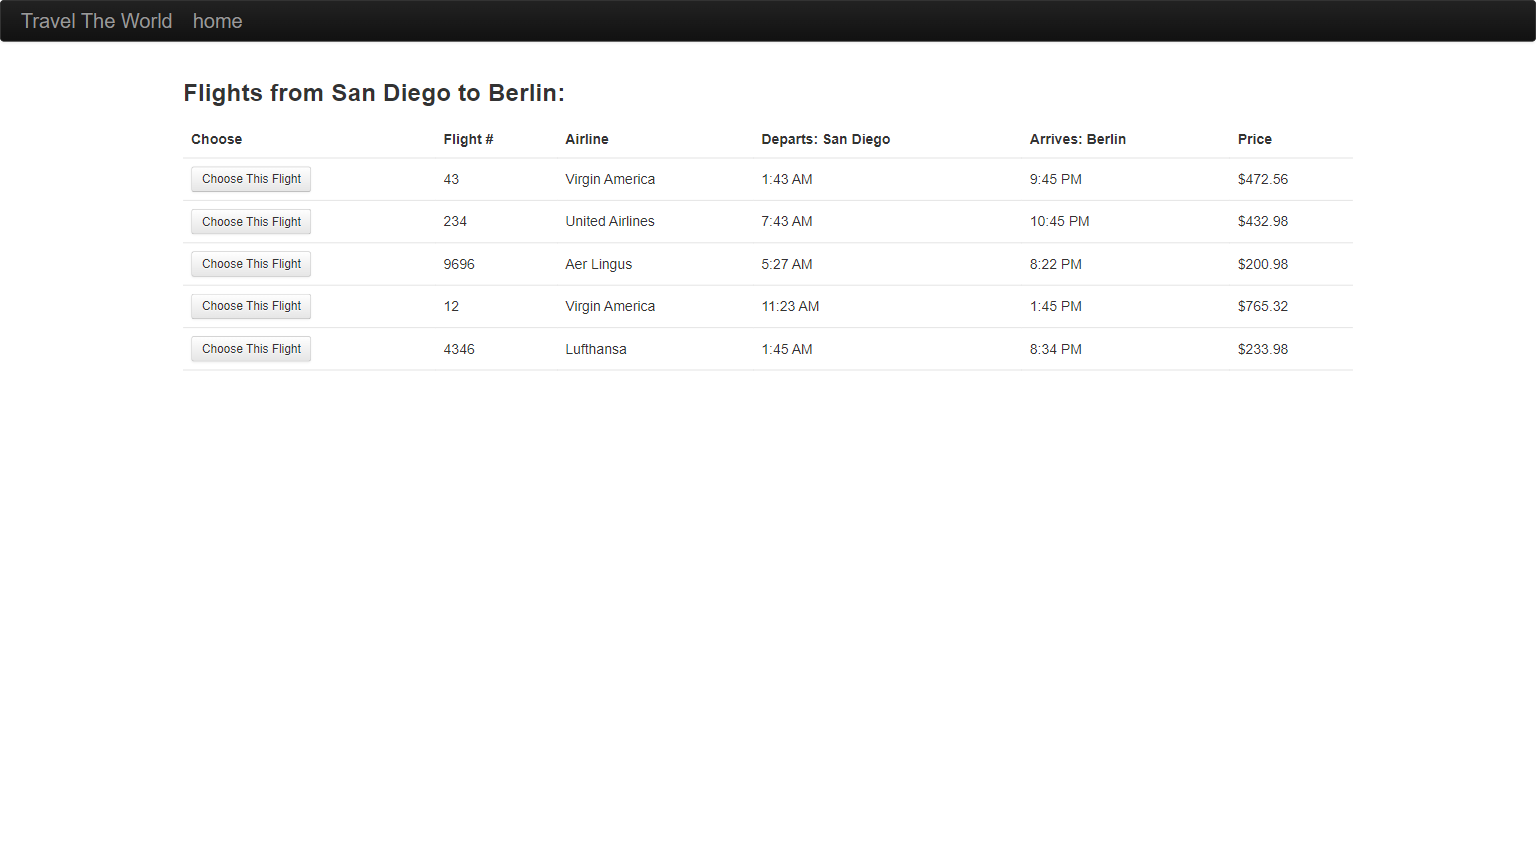 Travel The World home
Flights from San Diego to Berlin:
Choose Flight # Airline Departs: San Diego Arrives: Berlin Price
Choose This Flight 43 Virgin America 1:43 AM 9:45 PM $472.56
Choose This Flight 234 United Airlines 7:43 AM 10:45 PM $432.98
Choose This Flight 9696 Aer Lingus 5:27 AM 8:22 PM $200.98
Choose This Flight 12 Virgin America 11:23 AM 1:45 PM $765.32
Choose This Flight 4346 Lufthansa 1:45 AM 8:34 PM $233.98